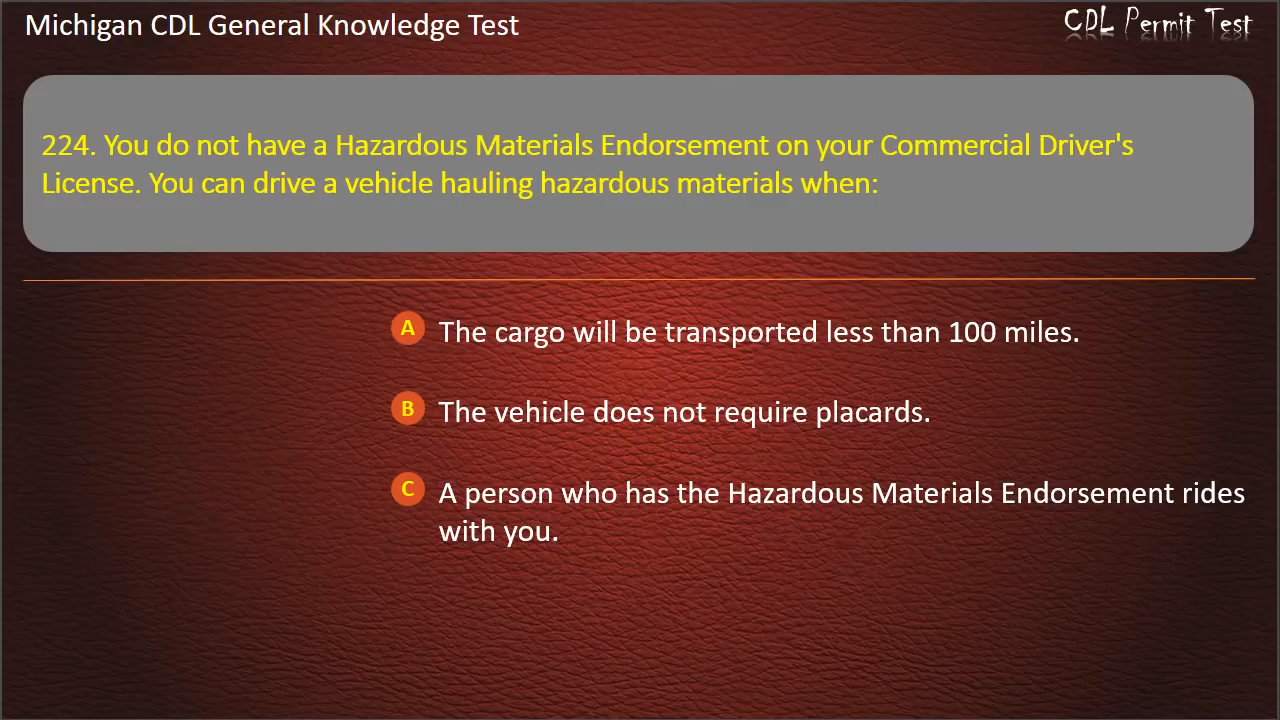 Michigan CDL General Knowledge Test
CDL Permit Test
224. You do not have a Hazardous Materials Endorsement on your Commercial Driver's
License. You can drive a vehicle hauling hazardous materials when:
A The cargo will be transported less than 100 miles.
B The vehicle does not require placards.
C A person who has the Hazardous Materials Endorsement rides
with you.